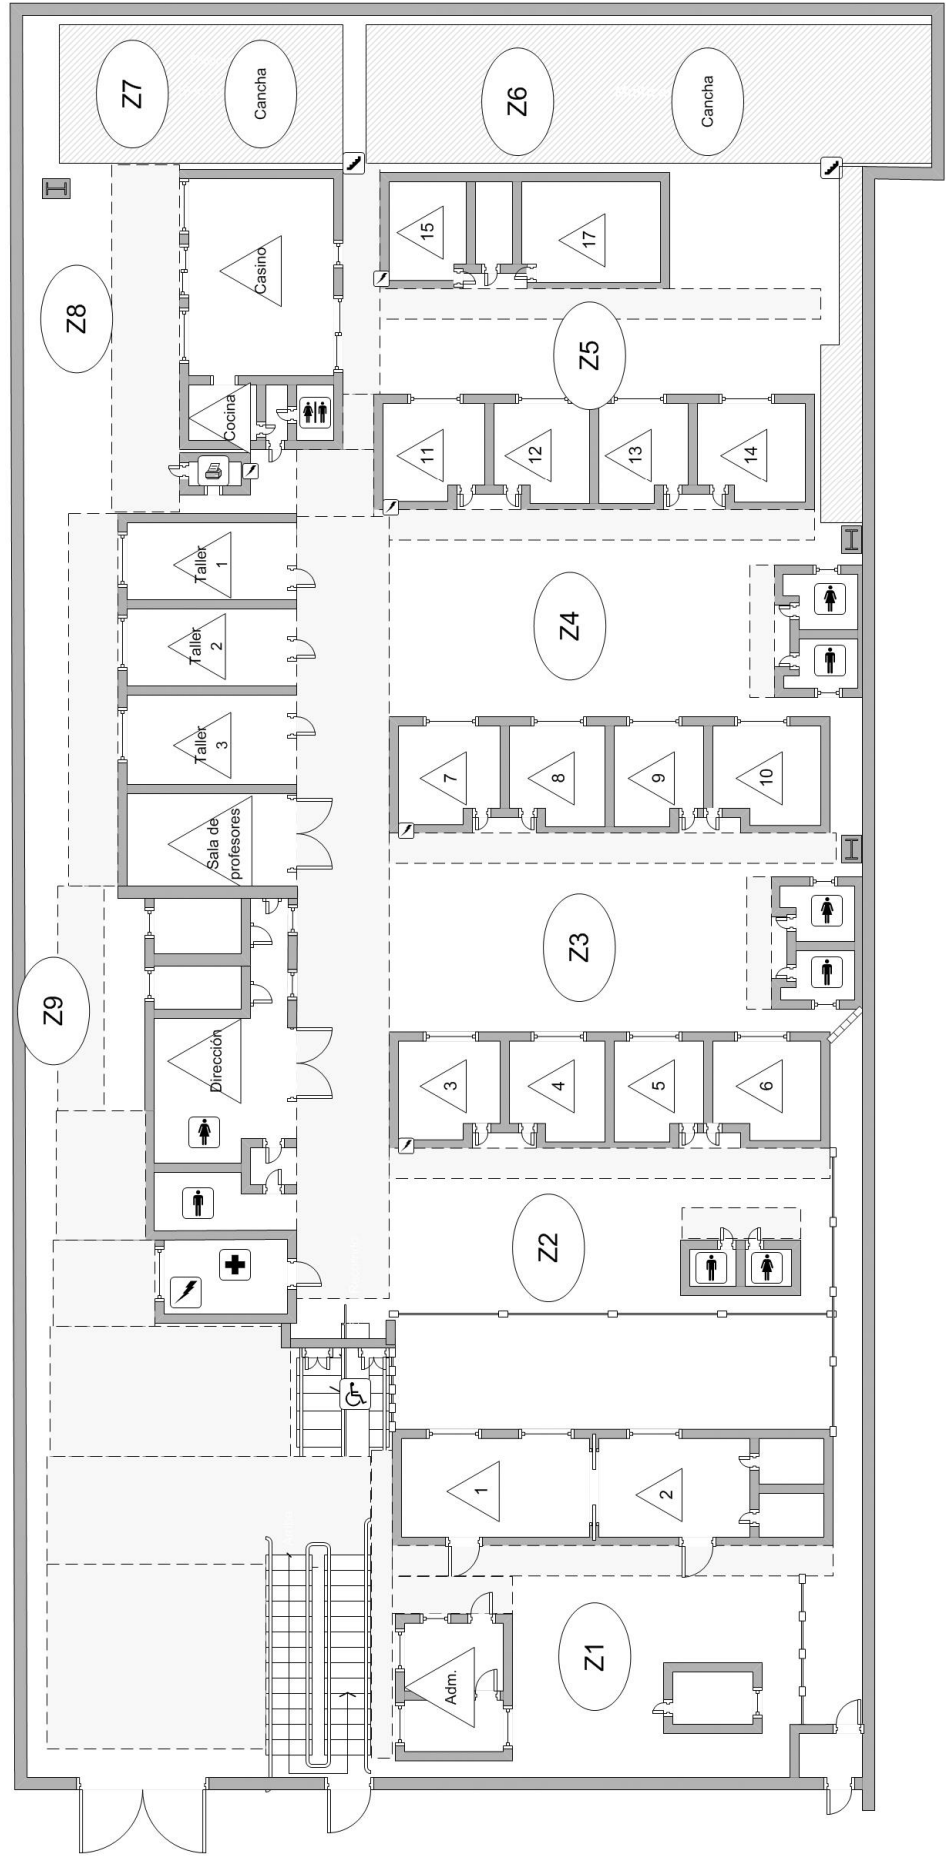 Z7
Cancha
Z6
Cancha
Z8
Casino
15
17
Z5
Cocina
11
12
13
14
Taller
1
Taller
2
Taller
3
Z4
Sala de
profesores
7
8
9
10
Z9
Z3
Dirección
3
4
5
6
Z2
1
2
Adm.
Z1